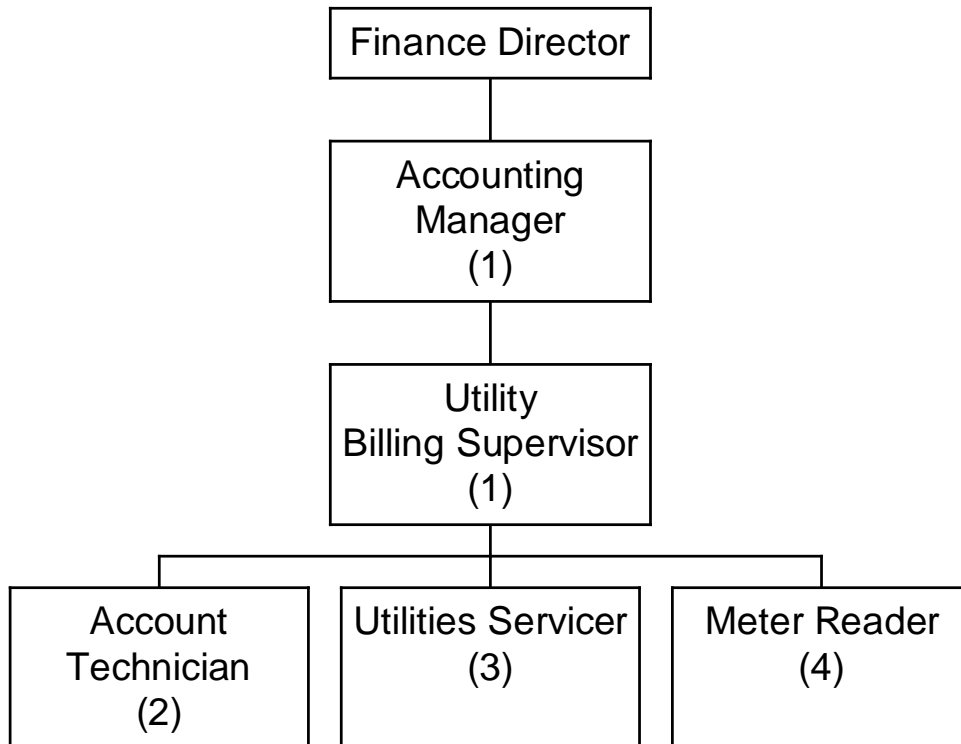 Finance Director
Accounting
Manager
(1)
Utility
Billing Supervisor
(1)
Account
Technician
(2)
Utilities Servicer
(3)
Meter Reader
(4)